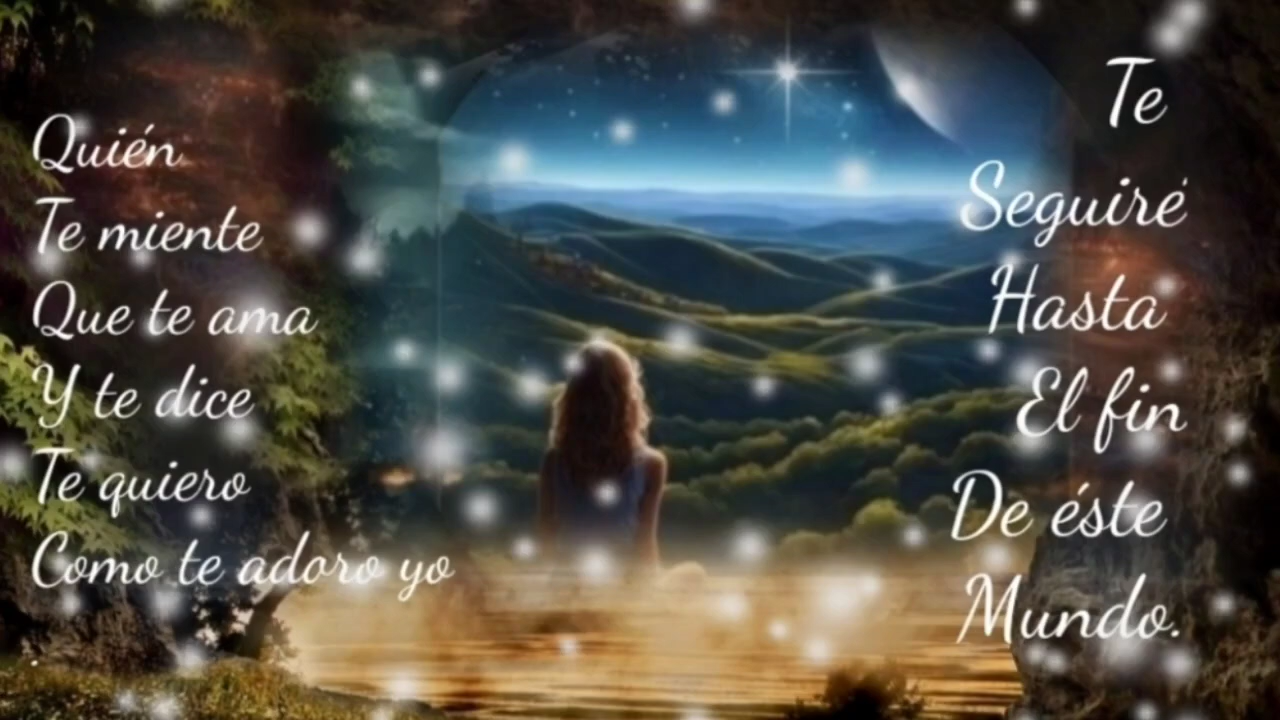 Quién
Te miente
Que te ama
Y te dice
Te quiero
Como te adoro yo
.
Te
Seguiré
Hasta
El fin
De éste
Mundo.